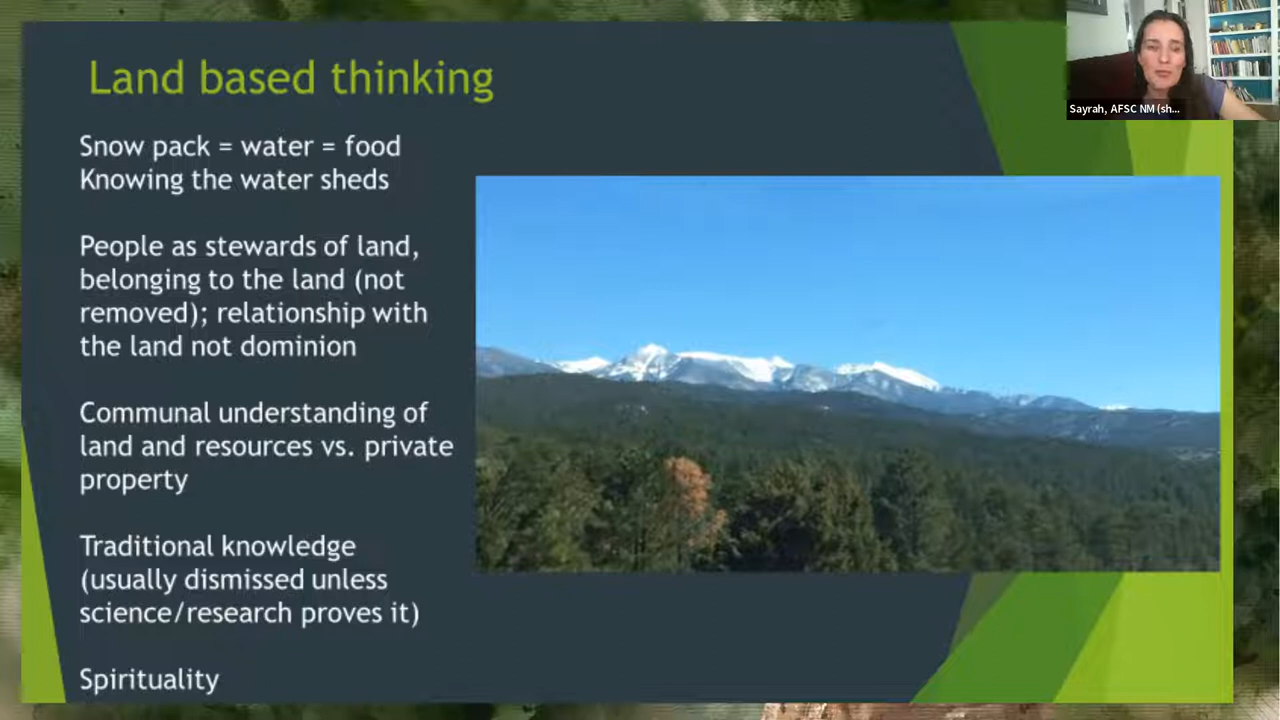 Land based thinking
Snow pack = water = food
Knowing the water sheds
People as stewards of land,
belonging to the land (not
removed); relationship with
the land not dominion
Communal understanding of
land and resources vs. private
property
Traditional knowledge
(usually dismissed unless
science/research proves it)
Spirituality
Sayrah, AFSC NM (sh...